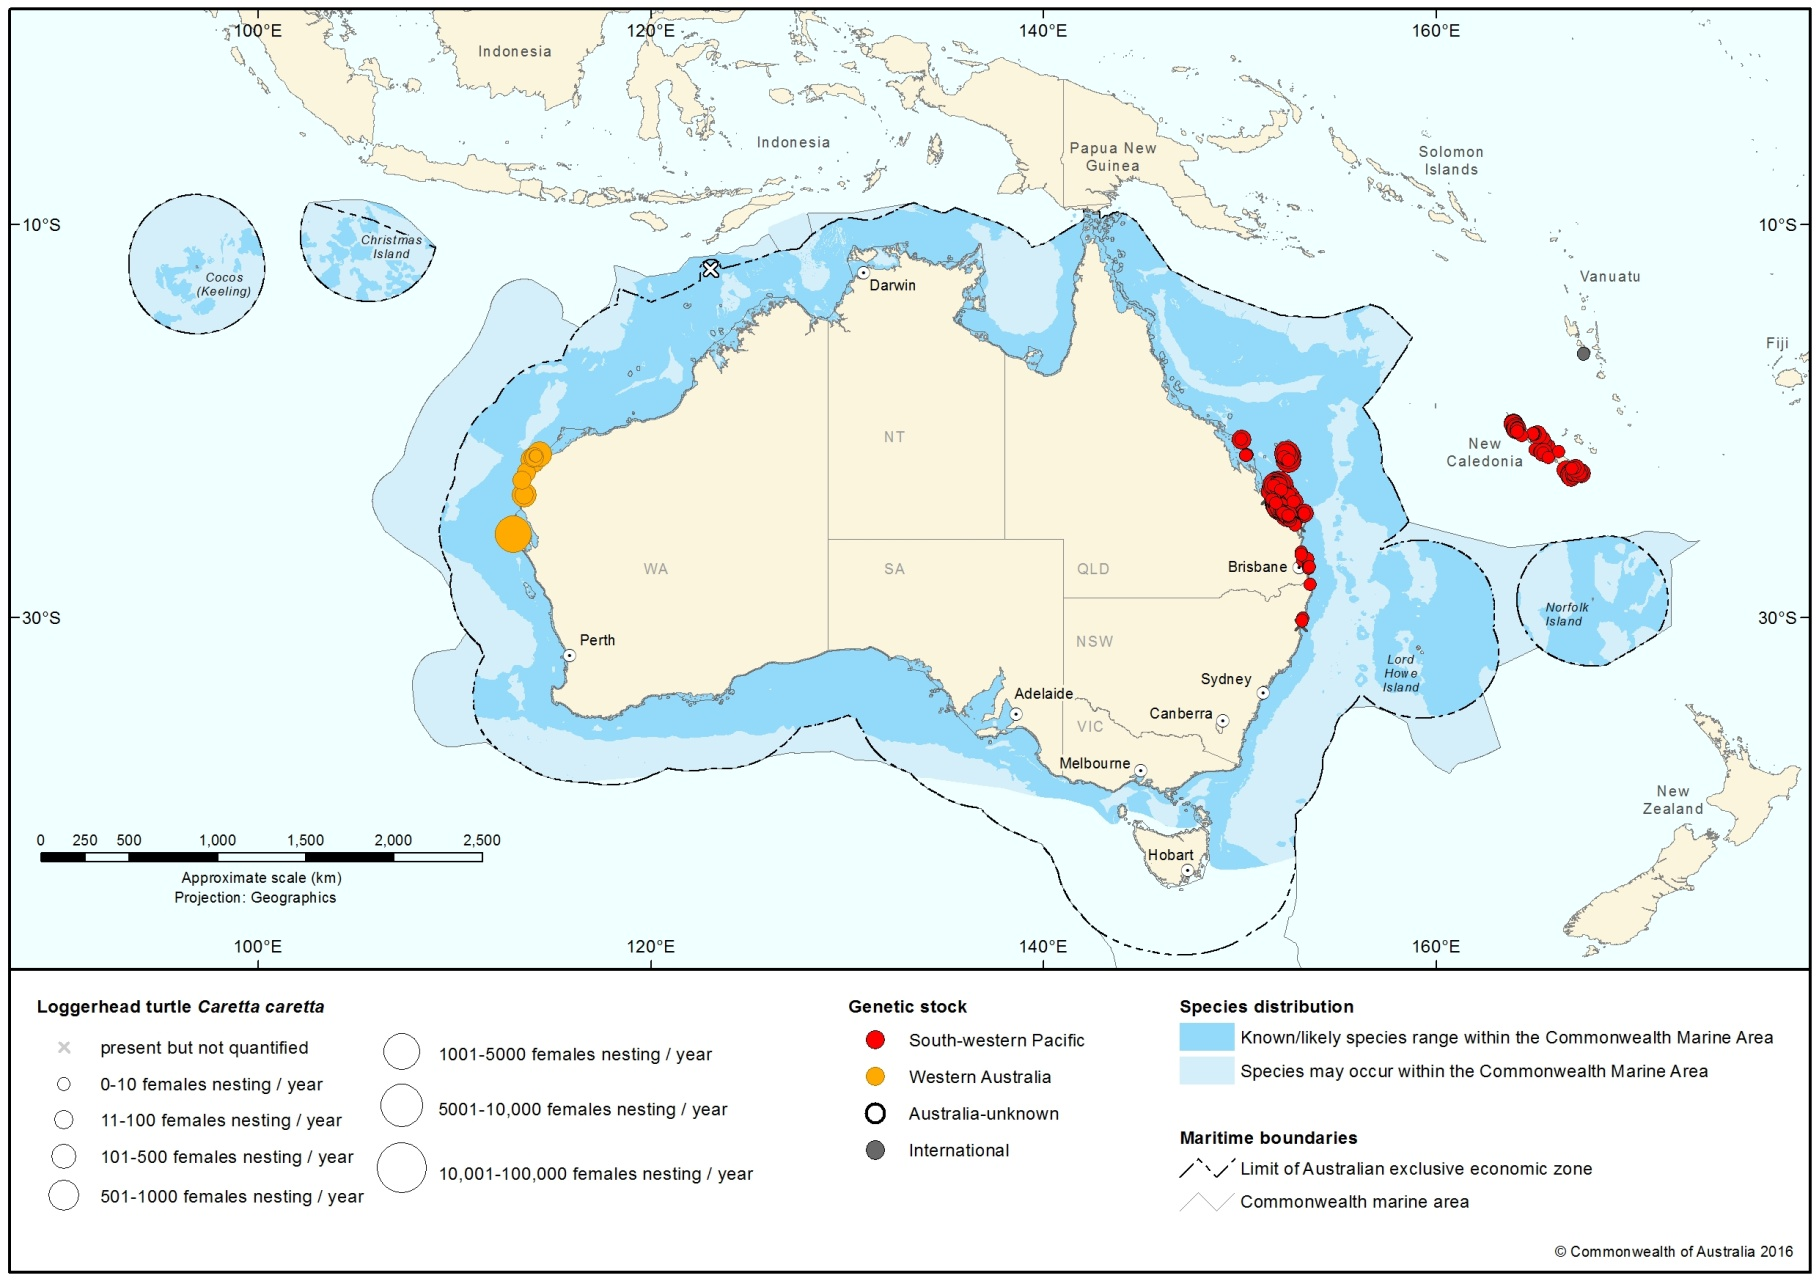 100°E
120°E
140°E
160°E
Indonesia
Indonesia
Papua New
Guinea
Solomon
Islands
10°S
10°S
Christmas
Island
Cocos
(Keeling)
Darwin
Vanuatu
Fiji
NT
New
Caledonia
WA
SA
QLD
Brisbane
30°S
30°S
Norfolk
Island
Perth
NSW
Lord
Howe
Island
Sydney
Adelaide
Canberra
VIC
Melbourne
New
Zealand
Hobart
0 250 500 1,000 1,500 2,000 2,500
Approximate scale (km)
Projection: Geographics
100°E
120°E
140°E
160°E
Loggerhead turtle Caretta caretta
present but not quantified
0-10 females nesting / year
11-100 females nesting / year
101-500 females nesting / year
501-1000 females nesting / year
1001-5000 females nesting / year
5001-10,000 females nesting / year
10,001-100,000 females nesting / year
Genetic stock
South-western Pacific
Western Australia
Australia-unknown
International
Species distribution
Known/likely species range within the Commonwealth Marine Area
Species may occur within the Commonwealth Marine Area
Maritime boundaries
Limit of Australian exclusive economic zone
Commonwealth marine area
© Commonwealth of Australia 2016